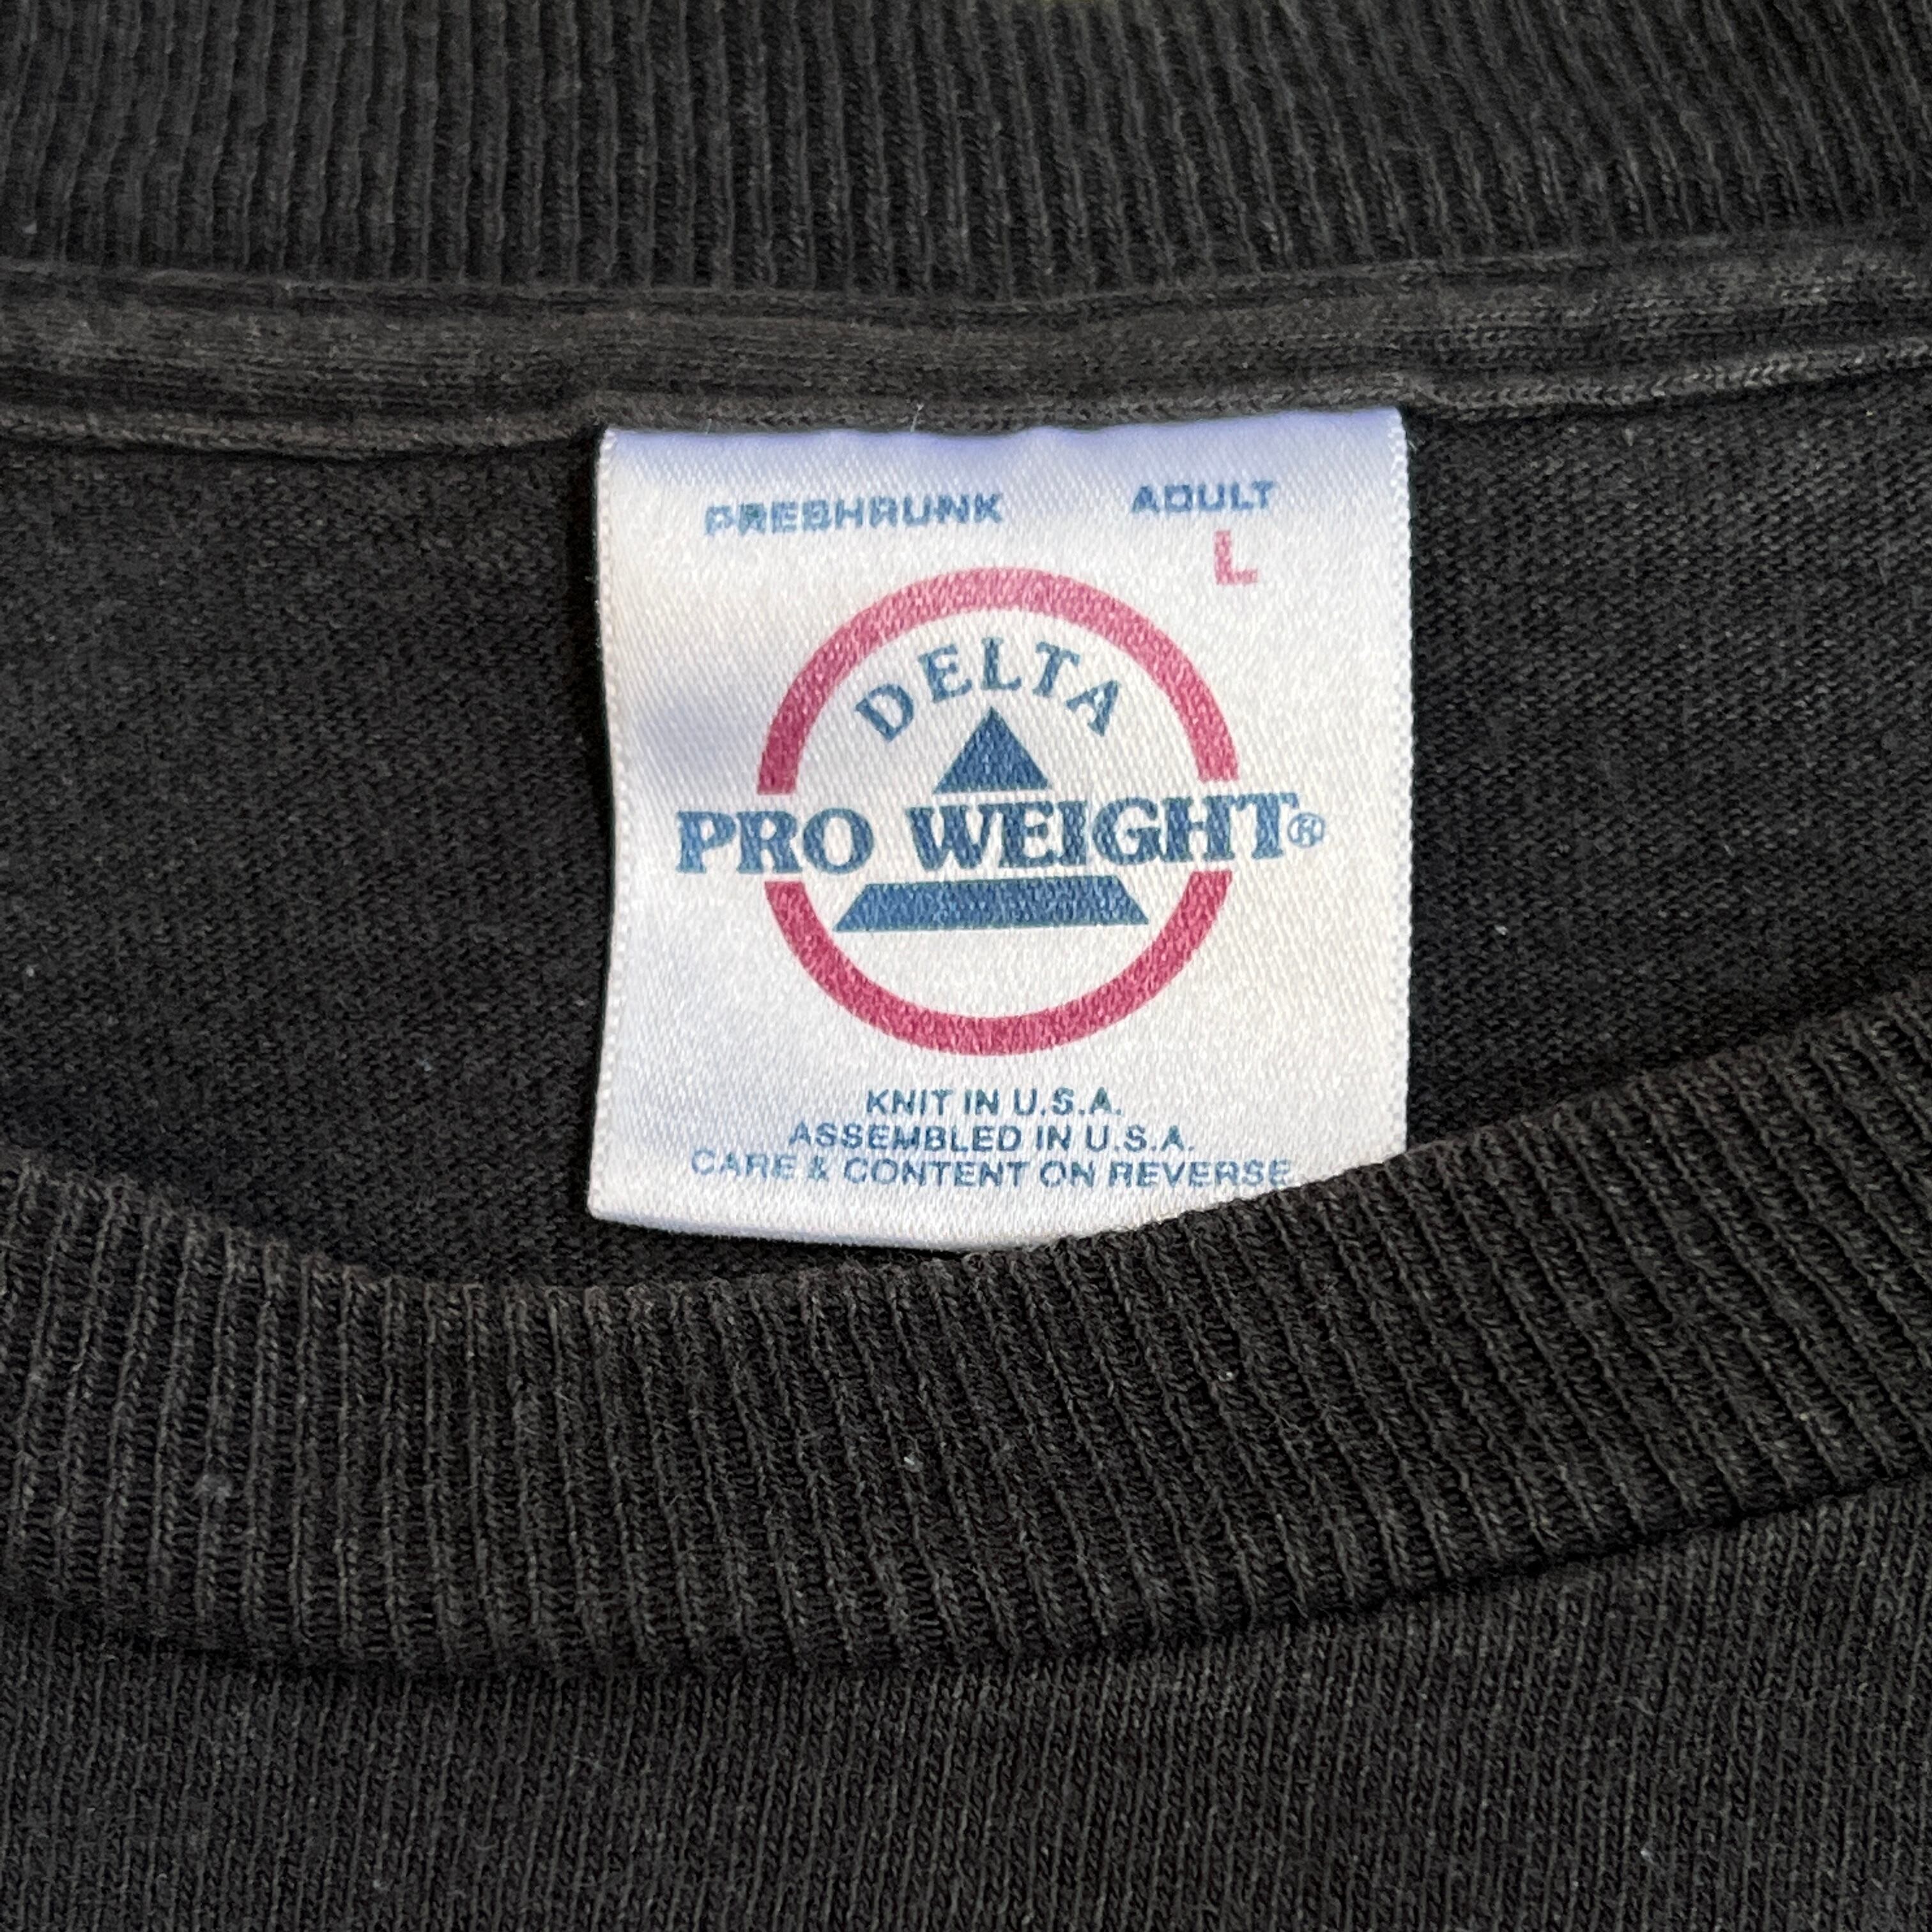 PRESHRUNK ADULT
L
DELTA
PRO WEIGHT®
KNIT IN U.S.A.
ASSEMBLED IN U.S.A.
CARE & CONTENT ON REVERSE